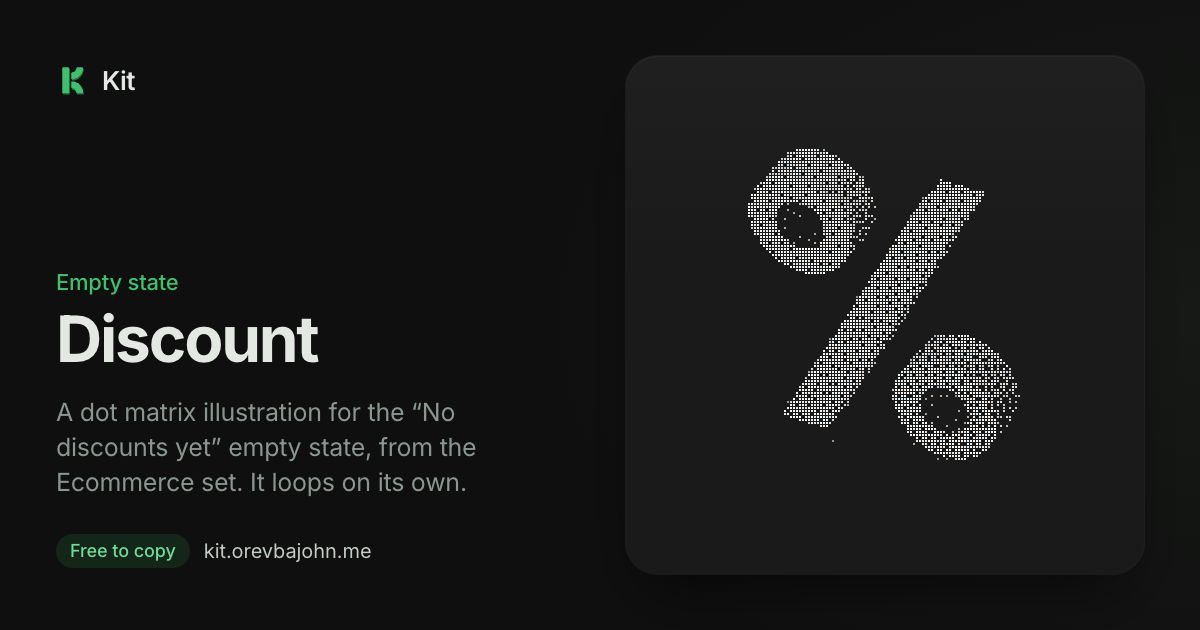 Kit
Empty state
Discount
A dot matrix illustration for the “No
discounts yet” empty state, from the
Ecommerce set. It loops on its own.
Free to copy
kit.orevbajohn.me
%